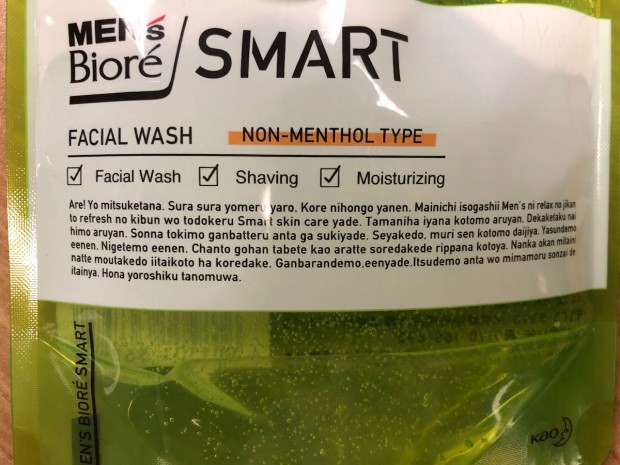 MEN's
Bioré
SMART
FACIAL WASH NON-MENTHOL TYPE
Facial Wash Shaving Moisturizing
Are! Yo mitsuketana. Sura sura yomeruyaro. Kore nihongo yanen. Mainichi isogashii Men's ni relax no jikan
to refresh no kibun wo todokeru Smart skin care yade. Tamaniha iyana kotomo aruyan. Dekaketaku nai
himo aruyan. Sonna tokimo ganbatteru anta ga sukiyade. Seyakedo, muri sen kotomo daijiya. Yasundemo
eenen. Nigetemo eenen. Chanto gohan tabete kao aratte soredakede rippana kotoya. Nanka okan mitaini
natte moutakedo iitaikoto ha koredake. Ganbarandemo,eenyade.Itsudemo anta wo mimamoru sonzai de
itainya. Hona yoroshiku tanomuwa.
MEN'S BIORÉ SMART
Kao